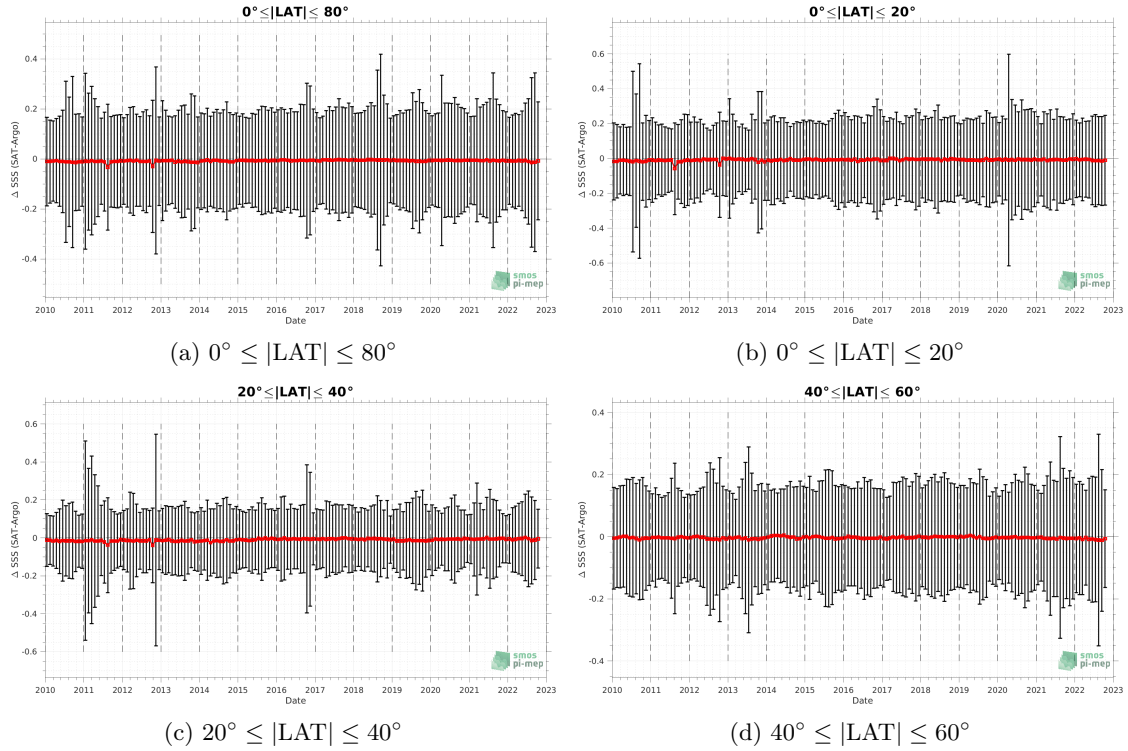 0°≤|LAT|≤ 80°
Δ SSS (SAT-Argo)
0.4
0.2
0
-0.2
-0.4
2010 2011 2012 2013 2014 2015 2016 2017 2018 2019 2020 2021 2022 2023
Date
smos
pi-mep
(a) 0° ≤ |LAT| ≤ 80°
0°≤|LAT|≤ 20°
Δ SSS (SAT-Argo)
0.6
0.4
0.2
0
-0.2
-0.4
-0.6
2010 2011 2012 2013 2014 2015 2016 2017 2018 2019 2020 2021 2022 2023
Date
smos
pi-mep
(b) 0° ≤ |LAT| ≤ 20°
20°≤|LAT|≤ 40°
Δ SSS (SAT-Argo)
0.6
0.4
0.2
0
-0.2
-0.4
-0.6
2010 2011 2012 2013 2014 2015 2016 2017 2018 2019 2020 2021 2022 2023
Date
smos
pi-mep
(c) 20° ≤ |LAT| ≤ 40°
40°≤|LAT|≤ 60°
Δ SSS (SAT-Argo)
0.4
0.2
0
-0.2
-0.4
2010 2011 2012 2013 2014 2015 2016 2017 2018 2019 2020 2021 2022 2023
Date
smos
pi-mep
(d) 40° ≤ |LAT| ≤ 60°